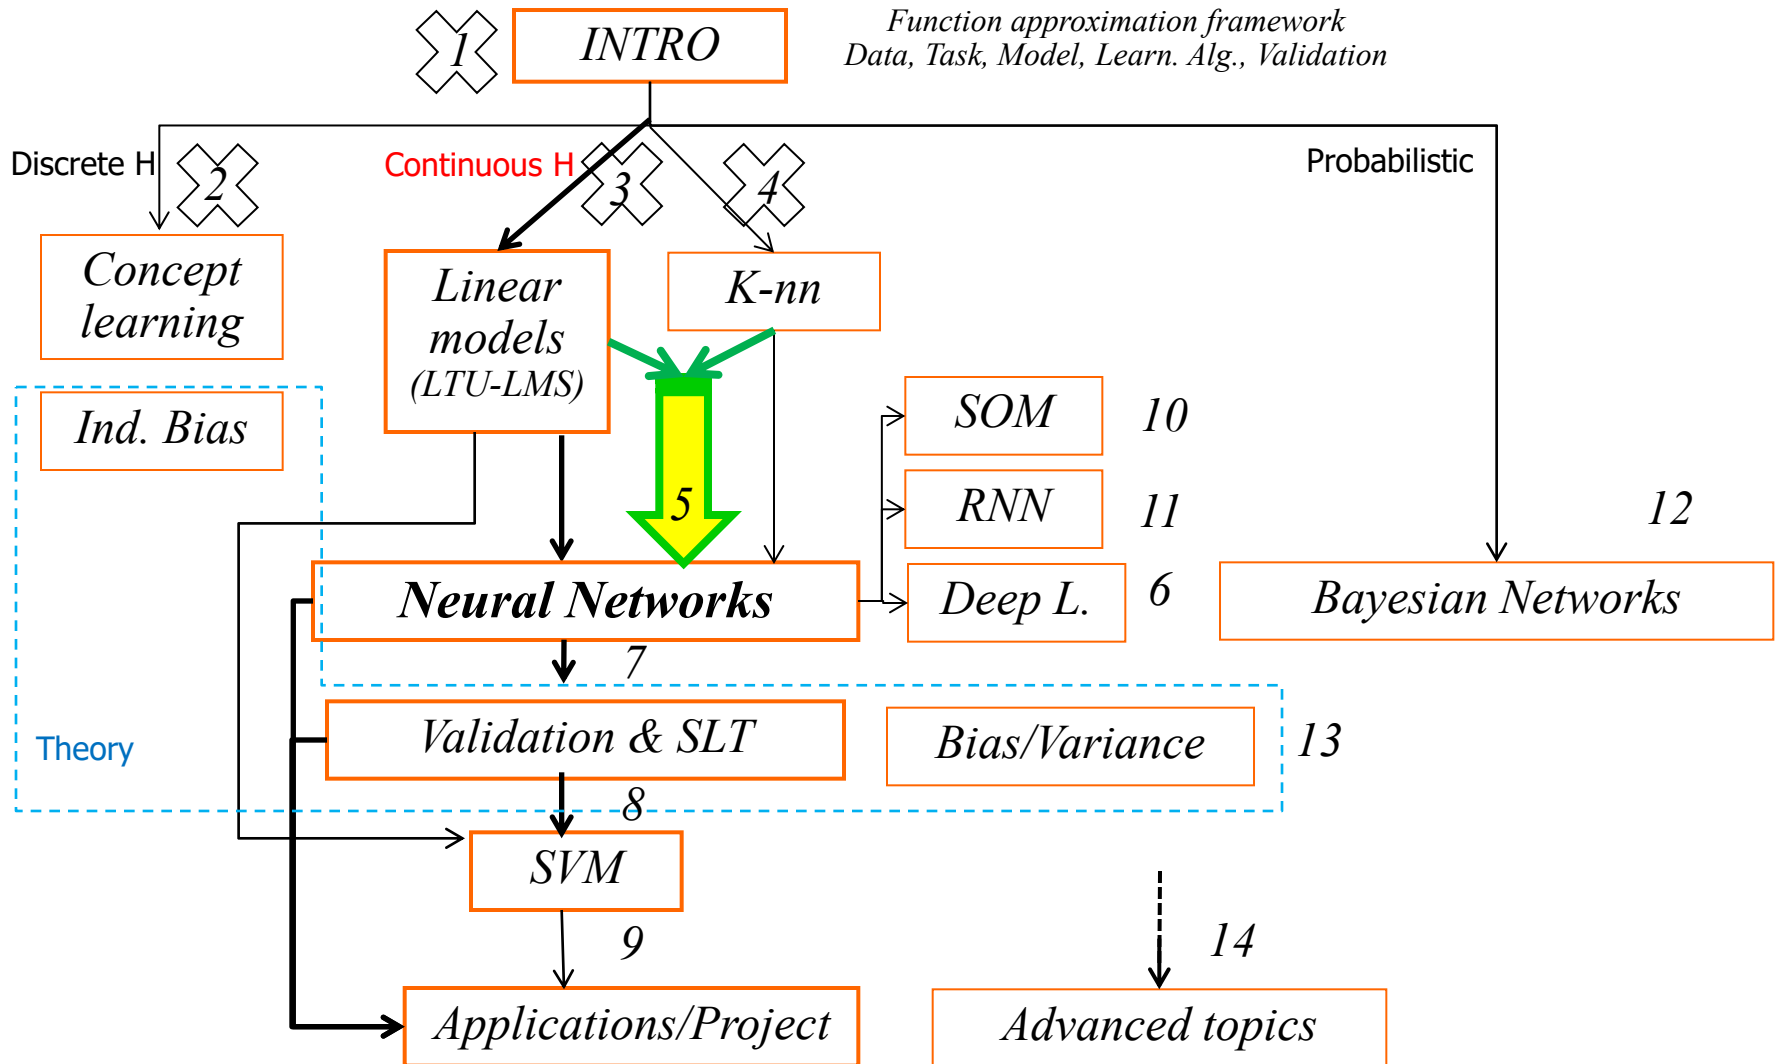 1
INTRO
Function approximation framework
Data, Task, Model, Learn. Alg., Validation
Discrete H
2
Continuous H
3
4
Probabilistic
Concept
learning
Linear
models
(LTU-LMS)
K-nn
Ind. Bias
5
SOM
10
RNN
11
12
Neural Networks
Deep L.
6
Bayesian Networks
7
Theory
Validation & SLT
Bias/Variance
13
8
SVM
9
14
Applications/Project
Advanced topics